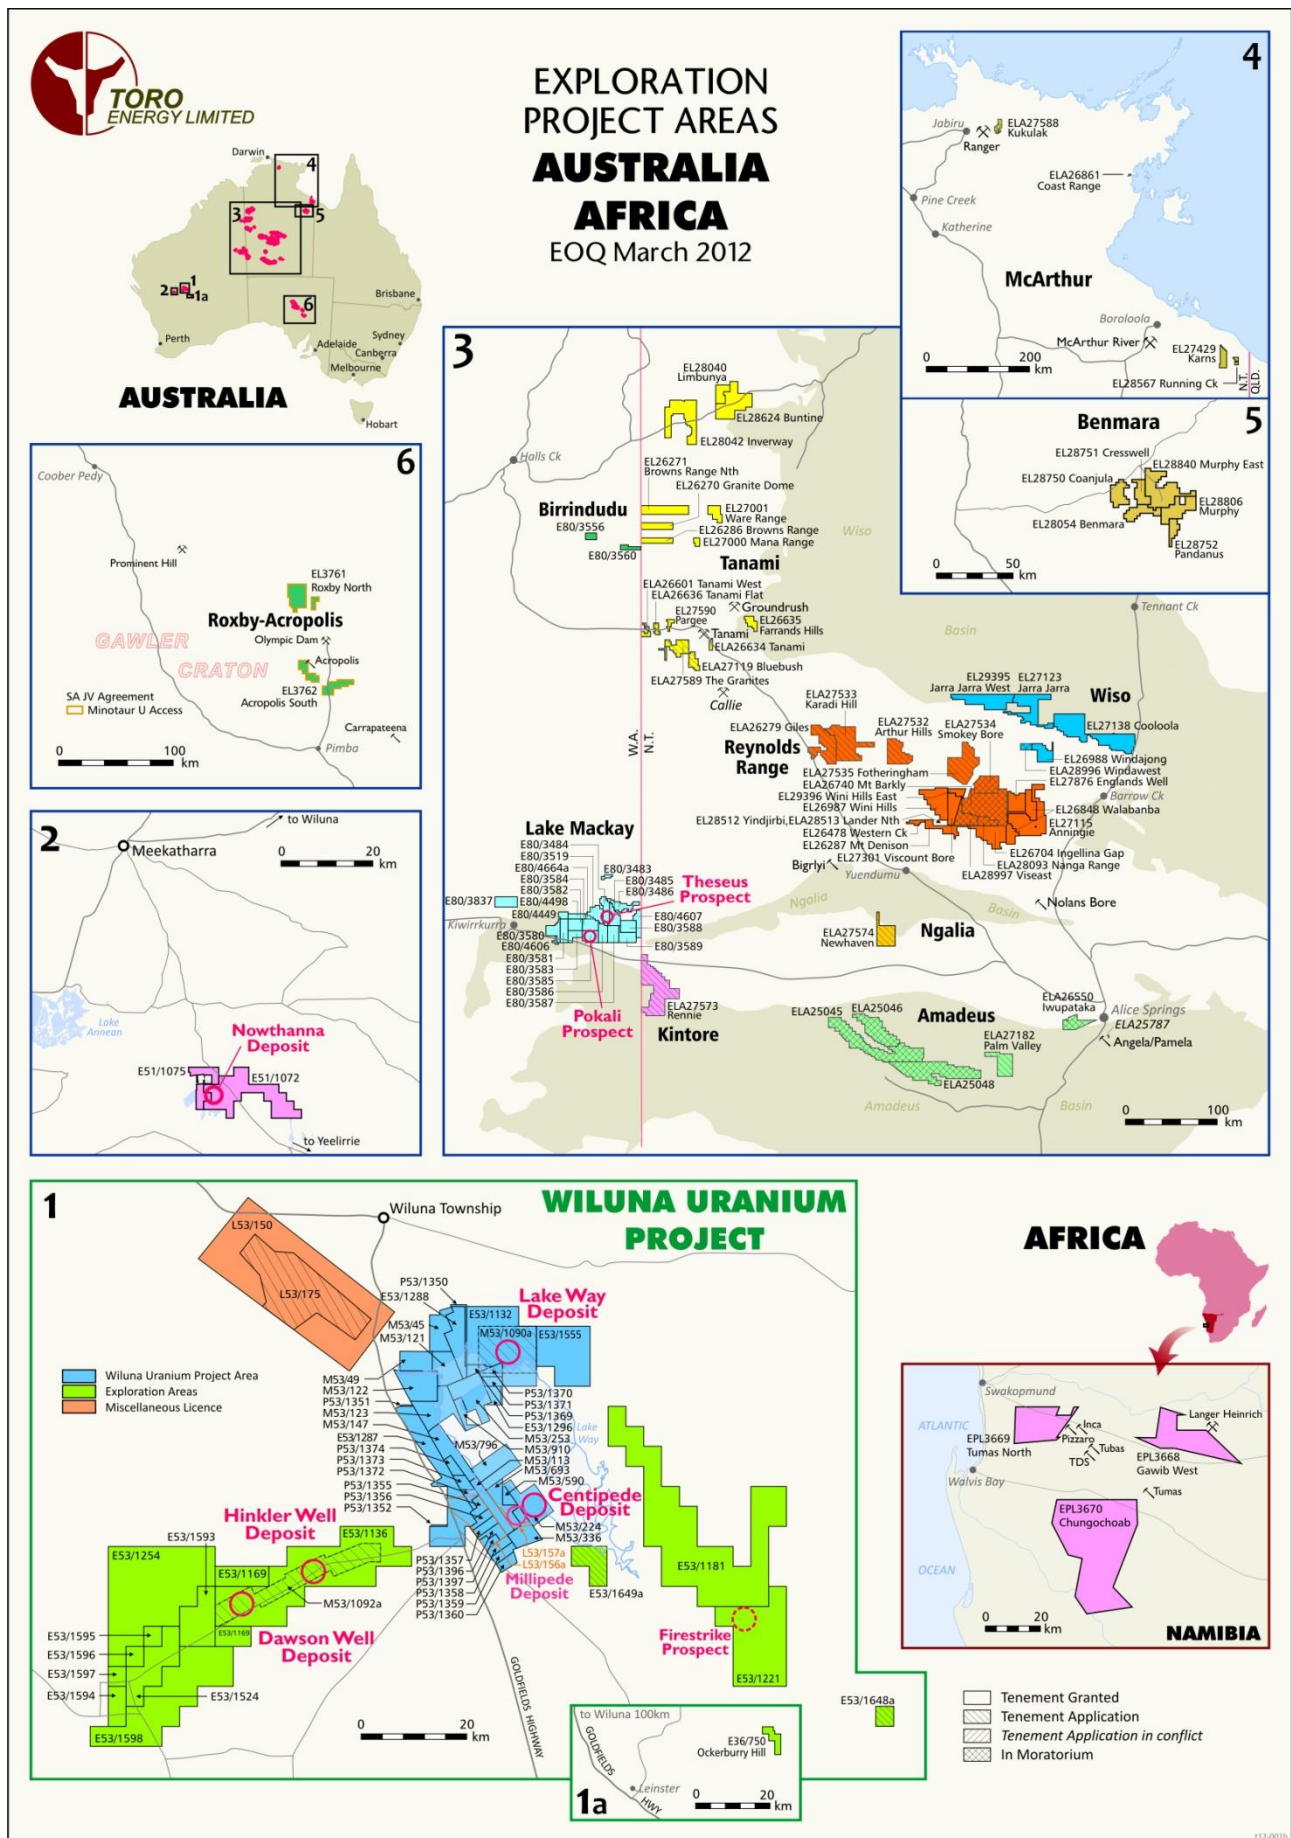 TORO
ENERGY LIMITED
EXPLORATION
PROJECT AREAS
AUSTRALIA
AFRICA
EOQ March 2012
Darwin
4
3
5
1
2
1a
6
Brisbane
Perth
Sydney
Adelaide
Canberra
Melbourne
Hobart
AUSTRALIA
4
Jabiru
ELA27588
Kukulak
Ranger
ELA26861
Coast Range
Pine Creek
Katherine
McArthur
Boroloola
McArthur River
EL27429
Karns
EL28567 Running Ck
N.T.
QLD.
0 200
km
5
Benmara
EL28751 Cresswell
EL28840 Murphy East
EL28750 Coanjula
EL28806
Murphy
EL28054 Benmara
EL28752
Pandanus
0 50
km
6
Coober Pedy
Prominent Hill
EL3761
Roxby North
Roxby-Acropolis
Olympic Dam
GAWLER
CRATON
Acropolis
EL3762
Acropolis South
SA JV Agreement
Minotaur U Access
Carrapateena
Pimba
0 100
km
3
EL28040
Limbunya
EL28624 Buntine
EL28042 Inverway
Halls Ck
EL26271
Browns Range Nth
EL26270 Granite Dome
Birrindudu
E80/3556
EL27001
Ware Range
EL26286 Browns Range
EL27000 Mana Range
E80/3560
Wiso
Tanami
ELA26601 Tanami West
ELA26636 Tanami Flat
EL27590
Pargee
Groundrush
EL26635
Farrands Hills
Tanami
ELA26634 Tanami
ELA27119 Bluebush
ELA27589 The Granites
Callie
Tennant Ck
Basin
EL29395
Jarra Jarra West
EL27123
Jarra Jarra
Wiso
EL27138 Cooloola
ELA27533
Karadi Hill
ELA27532
Arthur Hills
ELA27534
Smokey Bore
ELA26279 Giles
Reynolds
Range
W.A.
N.T.
EL26988 Windajong
ELA28996 Windawest
EL27876 Englands Well
ELA27535 Fotheringham
ELA26740 Mt Barkly
EL29396 Wini Hills East
EL26987 Wini Hills
Barrow Ck
EL26848 Walabanba
EL28512 Yindjirbi,ELA28513 Lander Nth
EL27115
Anningie
EL26478 Western Ck
EL26287 Mt Denison
EL27301 Viscount Bore
EL26704 Ingellina Gap
ELA28093 Nanga Range
ELA28997 Viseast
Bigrlyi
Yuendumu
Lake Mackay
E80/3484
E80/3519
E80/4664a
E80/3584
E80/3582
E80/4498
E80/4449
E80/3483
E80/3485
E80/3486
Theseus
Prospect
E80/3837
Kiwirrkurra
E80/4607
E80/3588
E80/3589
E80/3580
E80/4606
E80/3581
E80/3583
E80/3585
E80/3586
E80/3587
Pokali
Prospect
Ngalia
Basin
Nolans Bore
ELA27574
Newhaven
Ngalia
ELA27573
Rennie
Kintore
ELA25045
ELA25046
Amadeus
ELA26550
Iwupataka
Alice Springs
ELA25787
Angela/Pamela
ELA27182
Palm Valley
ELA25048
Amadeus
Basin
0 100
km
2
to Wiluna
Meekatharra
0 20
km
Lake
Annean
Nowthanna
Deposit
E51/1075
E51/1072
to Yeelirrie
1
WILUNA URANIUM
PROJECT
Wiluna Township
L53/150
L53/175
P53/1350
E53/1288
E53/1132
Lake Way
Deposit
M53/45
M53/121
M53/1090a
E53/1555
Wiluna Uranium Project Area
Exploration Areas
Miscellaneous Licence
M53/49
M53/122
P53/1351
M53/123
M53/147
E53/1287
P53/1374
P53/1373
P53/1372
P53/1355
P53/1356
P53/1352
P53/1370
P53/1371
P53/1369
E53/1296
M53/253
M53/910
M53/113
M53/693
M53/590
M53/796
Lake
Way
Centipede
Deposit
M53/224
M53/336
L53/157a
L53/156a
Millipede
Deposit
P53/1357
P53/1396
P53/1397
P53/1358
P53/1359
P53/1360
Hinkler Well
Deposit
E53/1593
E53/1254
E53/1136
E53/1169
M53/1092a
E53/1169
Dawson Well
Deposit
E53/1595
E53/1596
E53/1597
E53/1594
E53/1524
E53/1598
E53/1649a
E53/1181
Firestrike
Prospect
E53/1221
E53/1648a
GOLDFIELDS HIGHWAY
0 20
km
to Wiluna 100km
GOLDFIELDS
HWY
E36/750
Ockerburry Hill
Leinster
1a
0 20
km
AFRICA
Swakopmund
ATLANTIC
OCEAN
Langer Heinrich
EPL3669
Tumas North
Inca
Pizzaro
Tubas
TDS
EPL3668
Gawib West
Walvis Bay
Tumas
EPL3670
Chungochoab
0 20
km
NAMIBIA
Tenement Granted
Tenement Application
Tenement Application in conflict
In Moratorium
t12-001b